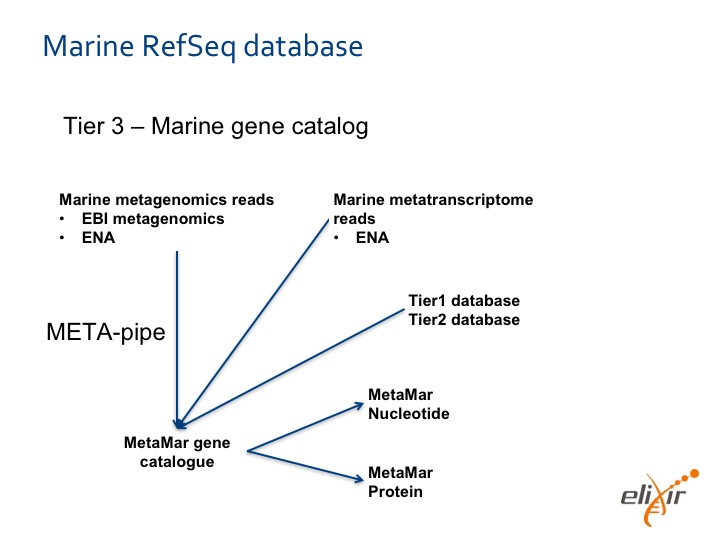 Marine RefSeq database
Tier 3 – Marine gene catalog
Marine metagenomics reads
• EBI metagenomics
• ENA
Marine metatranscriptome
reads
• ENA
Tier1 database
Tier2 database
META-pipe
MetaMar
Nucleotide
MetaMar gene
catalogue
MetaMar
Protein
elixir